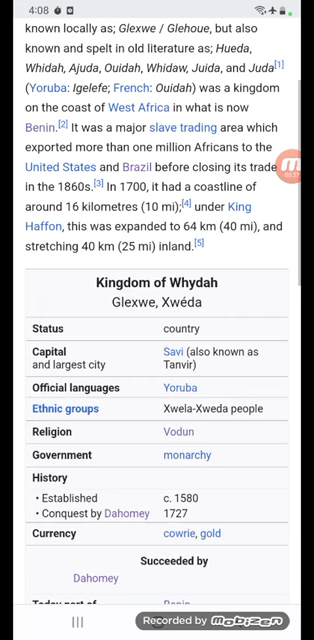 4:08
known locally as; Glexwe / Glehoue, but also
known and spelt in old literature as; Hueda,
Whidah, Ajuda, Ouidah, Whidaw, Juida, and Juda[1]
(Yoruba: Igelefe; French: Ouidah) was a kingdom
on the coast of West Africa in what is now
Benin.[2] It was a major slave trading area which
exported more than one million Africans to the
United States and Brazil before closing its trade
in the 1860s.[3] In 1700, it had a coastline of
around 16 kilometres (10 mi);[4] under King
Haffon, this was expanded to 64 km (40 mi), and
stretching 40 km (25 mi) inland.[5]
Kingdom of Whydah
Glexwe, Xwéda
Status country
Capital Savi (also known as
and largest city Tanvir)
Official languages Yoruba
Ethnic groups Xwela-Xweda people
Religion Vodun
Government monarchy
History
• Established c. 1580
• Conquest by Dahomey 1727
Currency cowrie, gold
Succeeded by
Dahomey
Today part of Benin
Recorded by mobizen